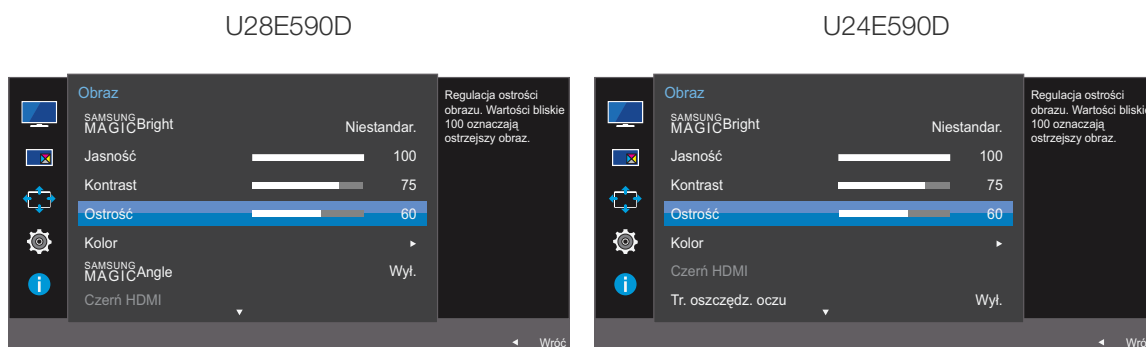 U28E590D
Obraz
SAMSUNG
MAGICBright Niestandar.
Jasność 100
Kontrast 75
Ostrość 60
Kolor
SAMSUNG
MAGICAngle Wył.
Czerń HDMI
Regulacja ostrości
obrazu. Wartości bliskie
100 oznaczają
ostrzejszy obraz.
Wróć
U24E590D
Obraz
SAMSUNG
MAGICBright Niestandar.
Jasność 100
Kontrast 75
Ostrość 60
Kolor
Czerń HDMI
Tr. oszczędz. oczu Wył.
Regulacja ostrości
obrazu. Wartości bliskie
100 oznaczają
ostrzejszy obraz.
Wróć